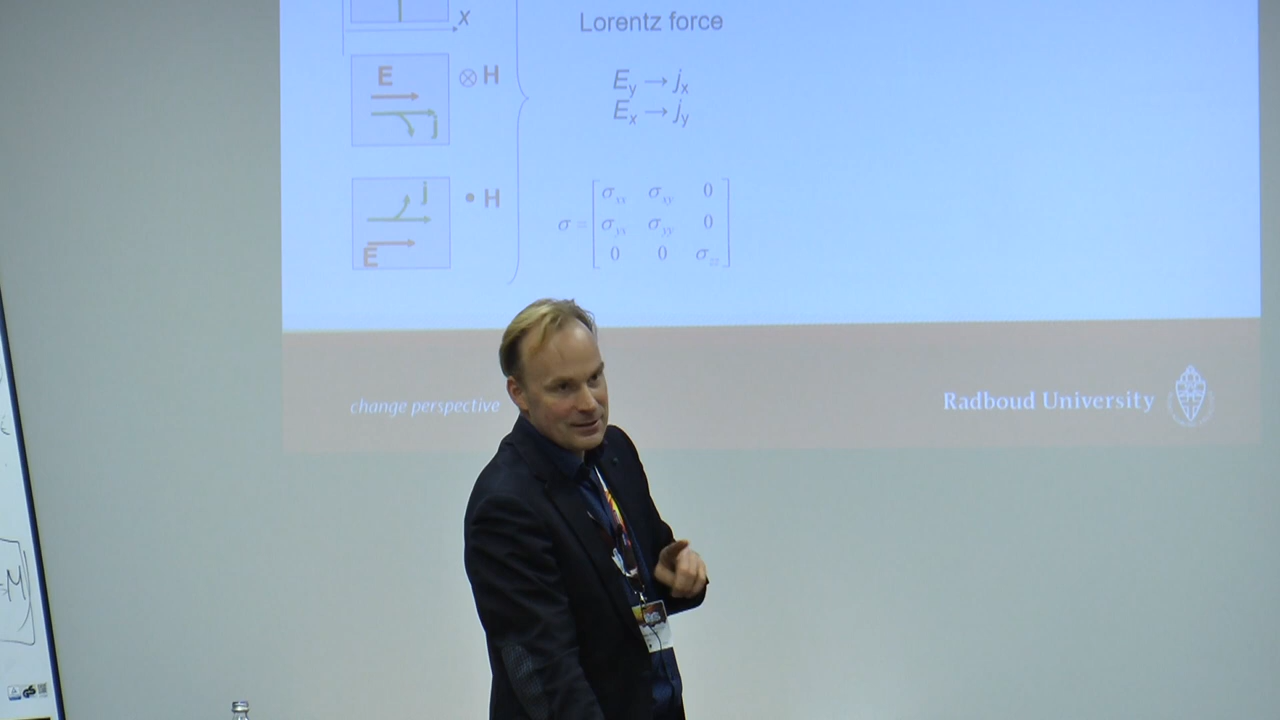 x
Lorentz force
E
⊗ H
j
E_y → j_x
E_x → j_y
j
• H
E
σ = [σ_xx σ_xy 0
σ_yx σ_yy 0
0 0 σ_zz]
change perspective
Radboud University
M